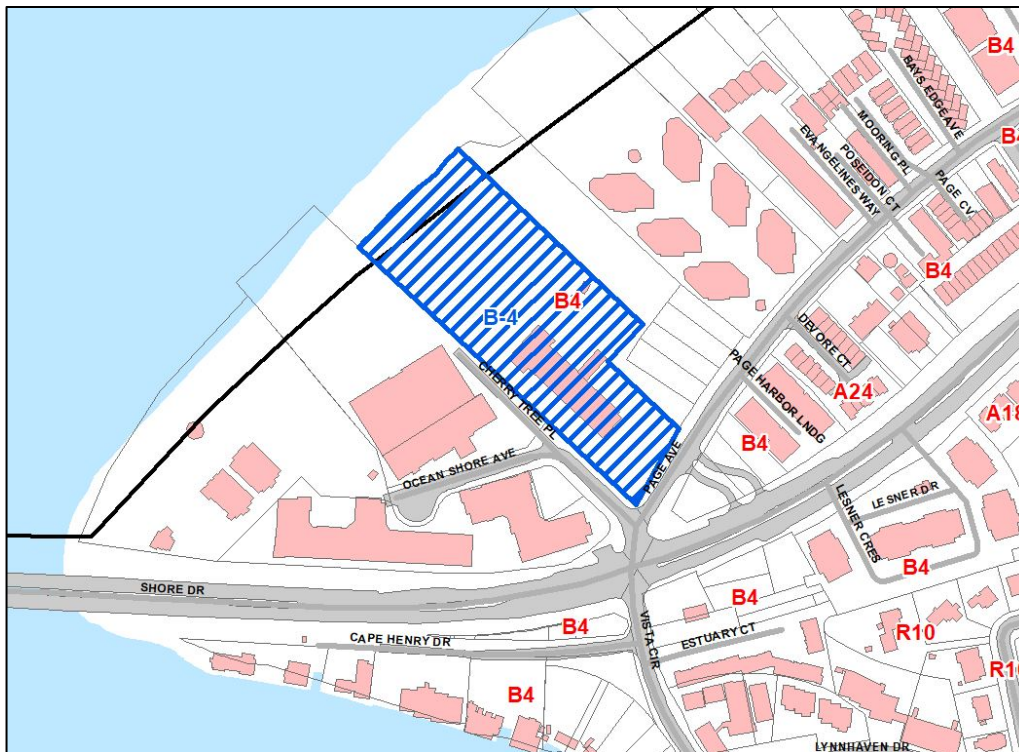 B4
BAYS EDGE AVE
MOORING PL
B4
EVANGELINES WAY
POSEIDON CT
PAGE CV
B4
B4
B-4
DEVORE CT
CHERRY TREE PL
PAGE HARBOR LNDG
A24
A18
B4
PAGE AVE
OCEAN SHORE AVE
LESNER DR
LESNER CRES
B4
SHORE DR
B4
B4
VISTA CIR
ESTUARY CT
R10
CAPE HENRY DR
B4
LYNNHAVEN DR